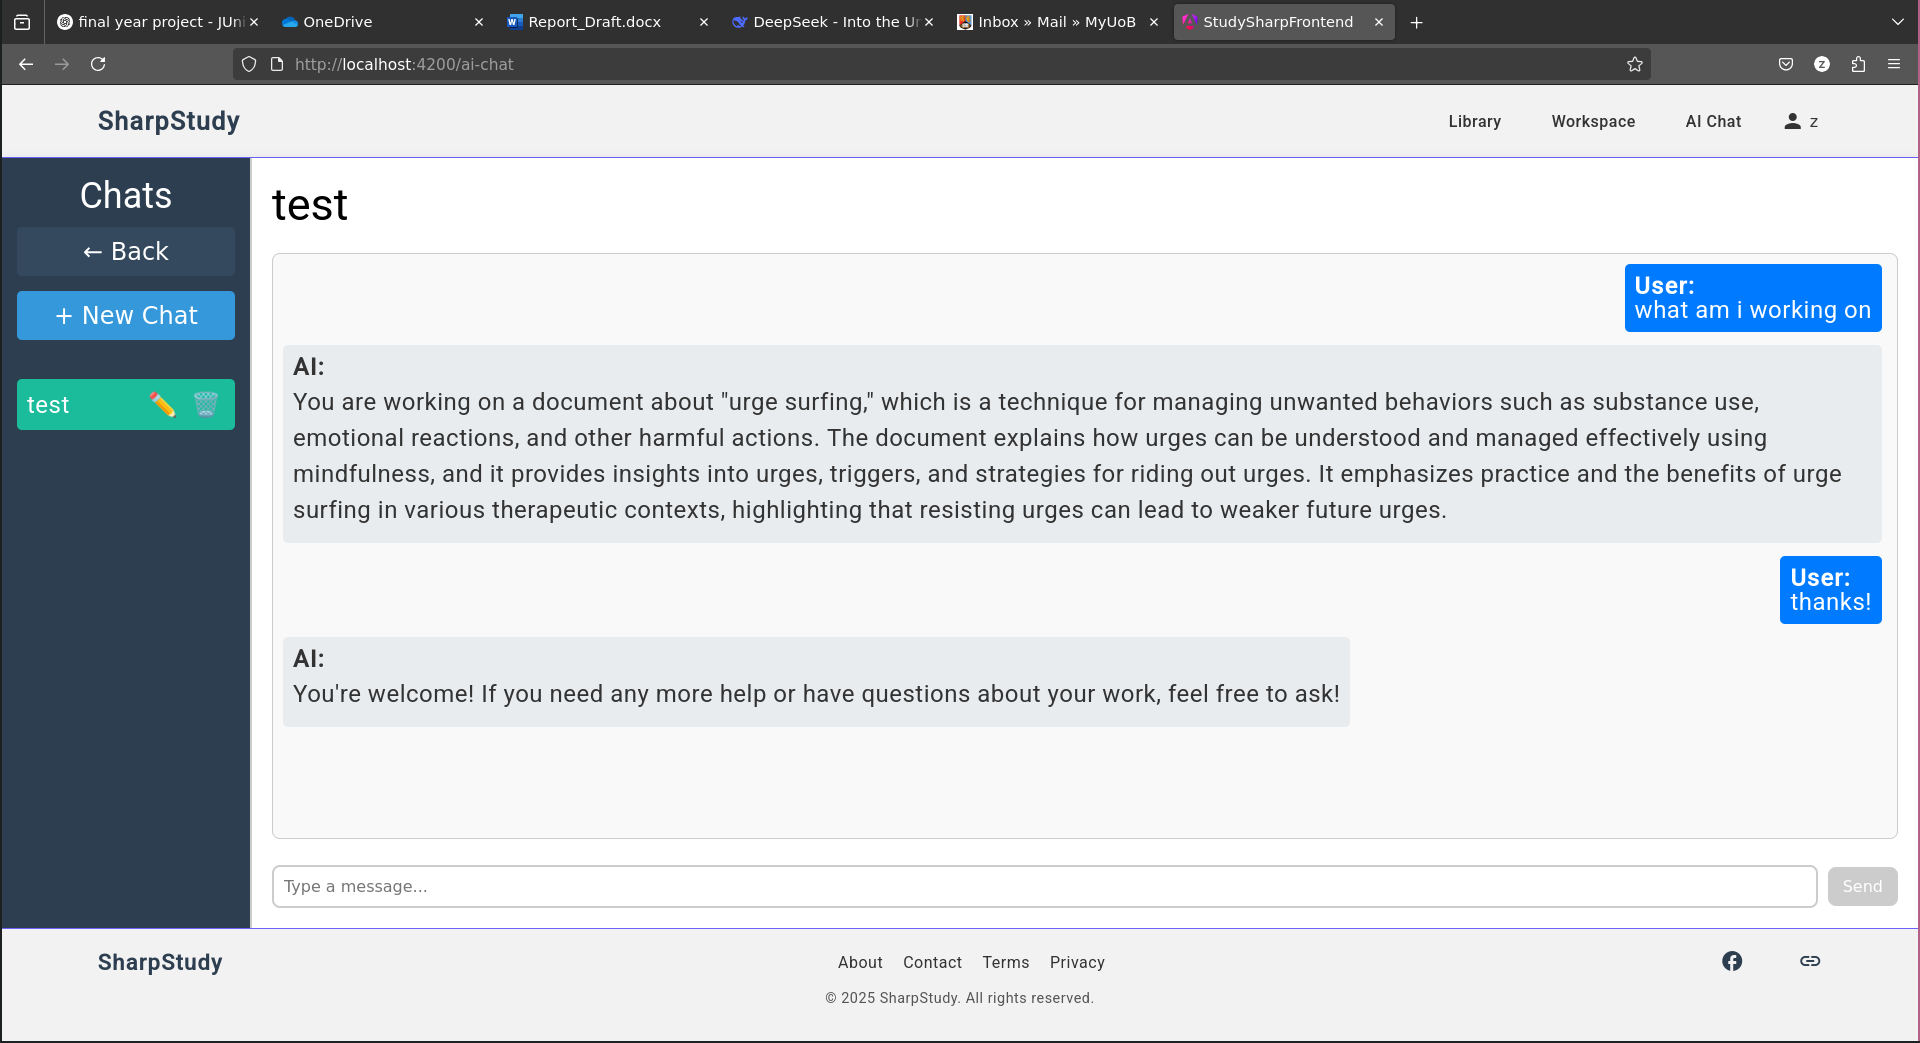 final year project - JUni
OneDrive
Report_Draft.docx
DeepSeek - Into the Un
Inbox » Mail » MyUoB
StudySharpFrontend
http://localhost:4200/ai-chat
Z
SharpStudy
Library
Workspace
AI Chat
z
Chats
← Back
+ New Chat
test
test
User:
what am i working on
AI:
You are working on a document about "urge surfing," which is a technique for managing unwanted behaviors such as substance use,
emotional reactions, and other harmful actions. The document explains how urges can be understood and managed effectively using
mindfulness, and it provides insights into urges, triggers, and strategies for riding out urges. It emphasizes practice and the benefits of urge
surfing in various therapeutic contexts, highlighting that resisting urges can lead to weaker future urges.
User:
thanks!
AI:
You're welcome! If you need any more help or have questions about your work, feel free to ask!
Type a message...
Send
SharpStudy
About Contact Terms Privacy
© 2025 SharpStudy. All rights reserved.